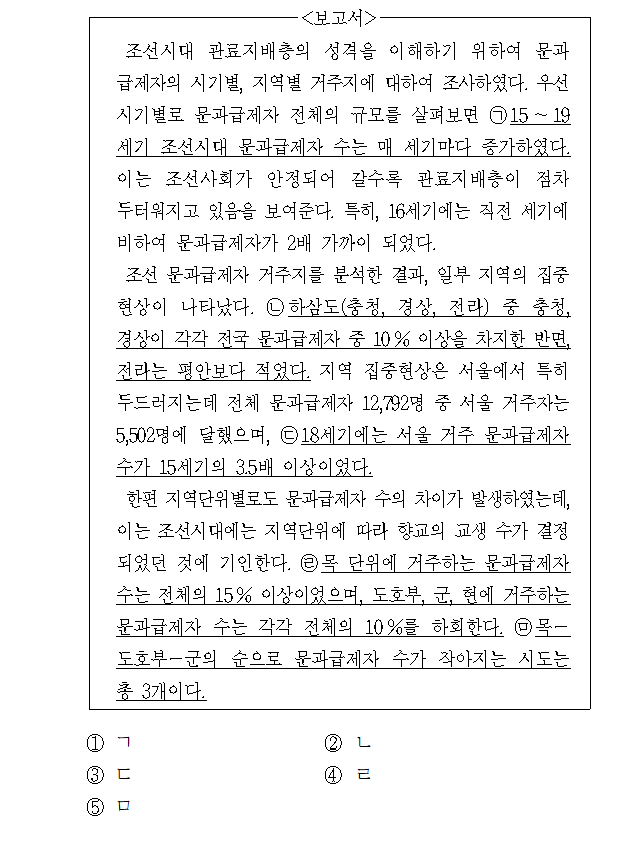 <보고서>
조선시대 관료지배층의 성격을 이해하기 위하여 문과
급제자의 시기별, 지역별 거주지에 대하여 조사하였다. 우선
시기별로 문과급제자 전체의 규모를 살펴보면 ㉠15~19
세기 조선시대 문과급제자 수는 매 세기마다 증가하였다.
이는 조선사회가 안정되어 갈수록 관료지배층이 점차
두터워지고 있음을 보여준다. 특히, 16세기에는 직전 세기에
비하여 문과급제자가 2배 가까이 되었다.
조선 문과급제자 거주지를 분석한 결과, 일부 지역의 집중
현상이 나타났다. ㉡하삼도(충청, 경상, 전라) 중 충청,
경상이 각각 전국 문과급제자 중 10% 이상을 차지한 반면,
전라는 평안보다 적었다. 지역 집중현상은 서울에서 특히
두드러지는데 전체 문과급제자 12,792명 중 서울 거주자는
5,502명에 달했으며, ㉢18세기에는 서울 거주 문과급제자
수가 15세기의 3.5배 이상이었다.
한편 지역단위별로도 문과급제자 수의 차이가 발생하였는데,
이는 조선시대에는 지역단위에 따라 향교의 교생 수가 결정
되었던 것에 기인한다. ㉣목 단위에 거주하는 문과급제자
수는 전체의 15% 이상이었으며, 도호부, 군, 현에 거주하는
문과급제자 수는 각각 전체의 10%를 하회한다. ㉤목-
도호부-군의 순으로 문과급제자 수가 작아지는 시도는
총 3개이다.
① ㄱ ② ㄴ
③ ㄷ ④ ㄹ
⑤ ㅁ